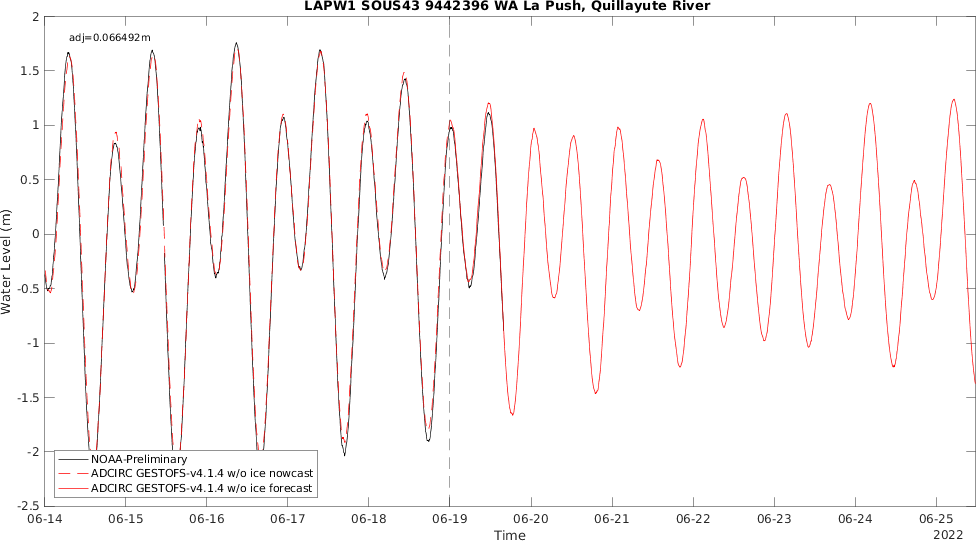 LAPW1 SOUS43 9442396 WA La Push, Quillayute River
adj=0.066492m
2
1.5
1
0.5
0
-0.5
-1
-1.5
-2
-2.5
Water Level (m)
NOAA-Preliminary
ADCIRC GESTOFS-v4.1.4 w/o ice nowcast
ADCIRC GESTOFS-v4.1.4 w/o ice forecast
06-14 06-15 06-16 06-17 06-18 06-19 06-20 06-21 06-22 06-23 06-24 06-25
Time
2022